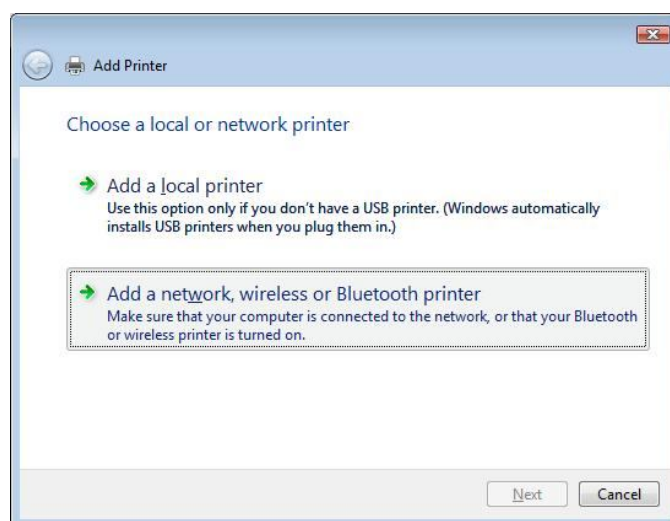 Add Printer
Choose a local or network printer
Add a local printer
Use this option only if you don't have a USB printer. (Windows automatically
installs USB printers when you plug them in.)
Add a network, wireless or Bluetooth printer
Make sure that your computer is connected to the network, or that your Bluetooth
or wireless printer is turned on.
Next Cancel